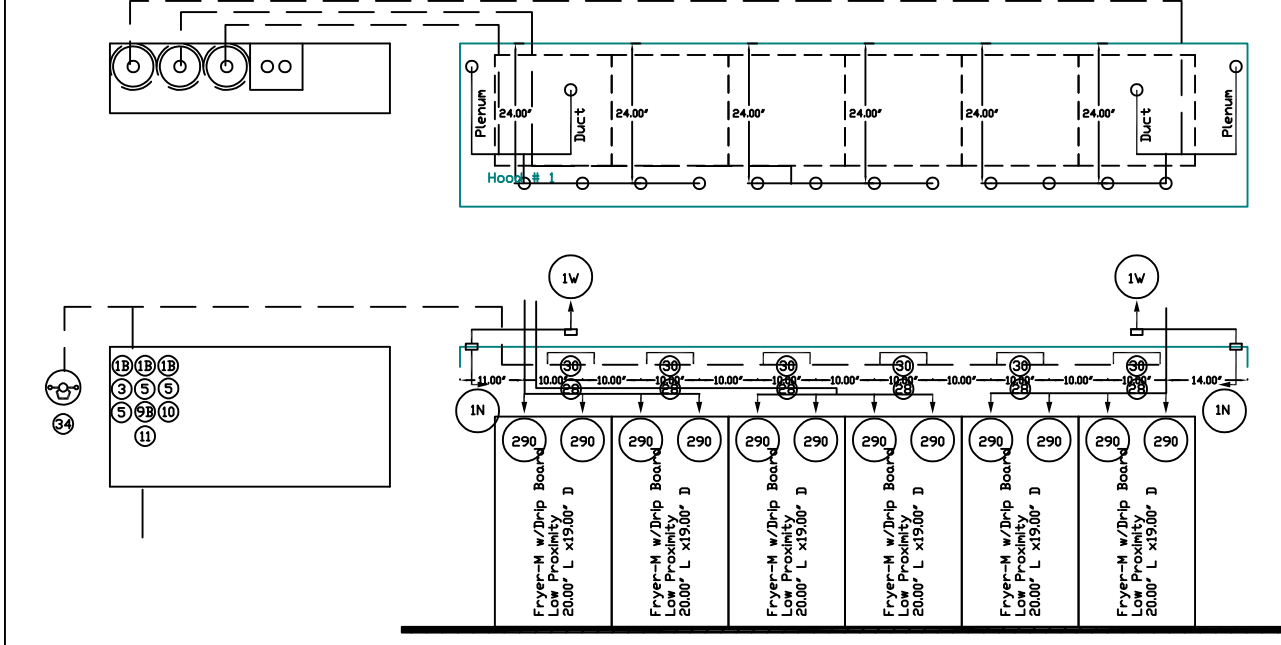 Plenum
24.00"
Duct
24.00"
24.00"
24.00"
24.00"
24.00"
Duct
Plenum
Hood # 1
1W
1W
1B 1B 1B
3 5 5
5 9B 10
11
34
30 30 30 30 30 30
11.00" 10.00" 10.00" 10.00" 10.00" 10.00" 10.00" 10.00" 10.00" 10.00" 10.00" 10.00" 14.00"
28 28 28 28 28 28
1N
1N
290 290 290 290 290 290 290 290 290 290 290 290
Fryer-M w/Drip Board
Low Proximity
20.00" L x19.00" D
Fryer-M w/Drip Board
Low Proximity
20.00" L x19.00" D
Fryer-M w/Drip Board
Low Proximity
20.00" L x19.00" D
Fryer-M w/Drip Board
Low Proximity
20.00" L x19.00" D
Fryer-M w/Drip Board
Low Proximity
20.00" L x19.00" D
Fryer-M w/Drip Board
Low Proximity
20.00" L x19.00" D